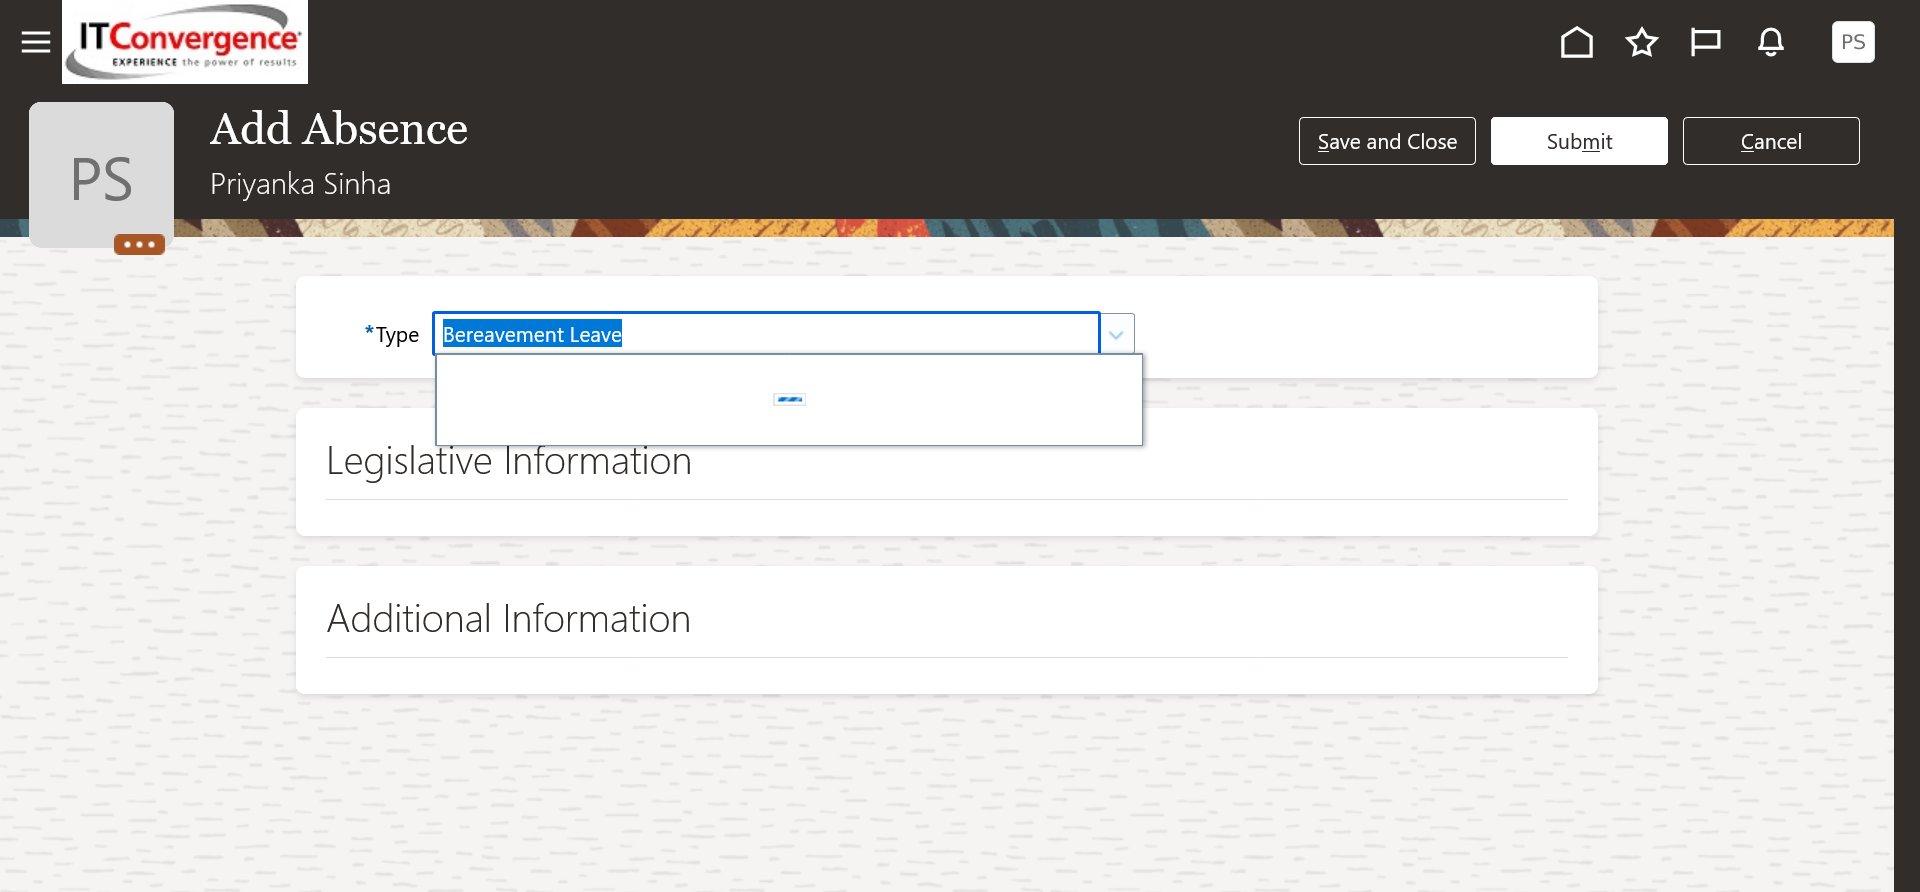 ITConvergence
EXPERIENCE the power of results
PS
PS
Add Absence
Priyanka Sinha
Save and Close
Submit
Cancel
*Type
Bereavement Leave
Legislative Information
Additional Information